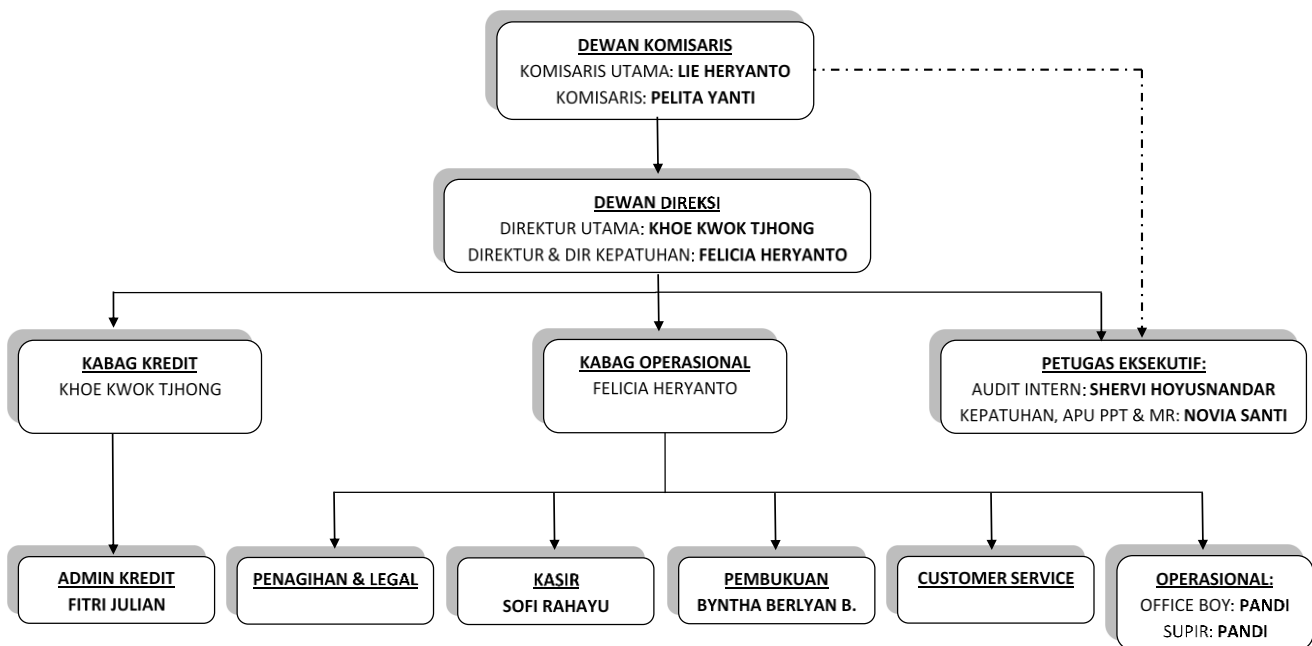 DEWAN KOMISARIS
KOMISARIS UTAMA: LIE HERYANTO
KOMISARIS: PELITA YANTI
DEWAN DIREKSI
DIREKTUR UTAMA: KHOE KWOK TJHONG
DIREKTUR & DIR KEPATUHAN: FELICIA HERYANTO
KABAG KREDIT
KHOE KWOK TJHONG
KABAG OPERASIONAL
FELICIA HERYANTO
PETUGAS EKSEKUTIF:
AUDIT INTERN: SHERVI HOYUSNANDAR
KEPATUHAN, APU PPT & MR: NOVIA SANTI
ADMIN KREDIT
FITRI JULIAN
PENAGIHAN & LEGAL
KASIR
SOFI RAHAYU
PEMBUKUAN
BYNTHA BERLYAN B.
CUSTOMER SERVICE
OPERASIONAL:
OFFICE BOY: PANDI
SUPIR: PANDI